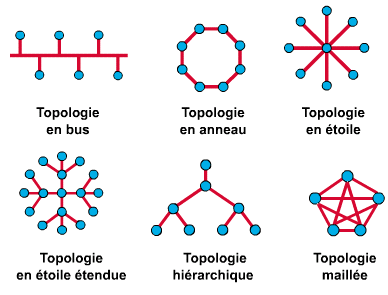 Topologie
en bus
Topologie
en anneau
Topologie
en étoile
Topologie
en étoile étendue
Topologie
hiérarchique
Topologie
maillée